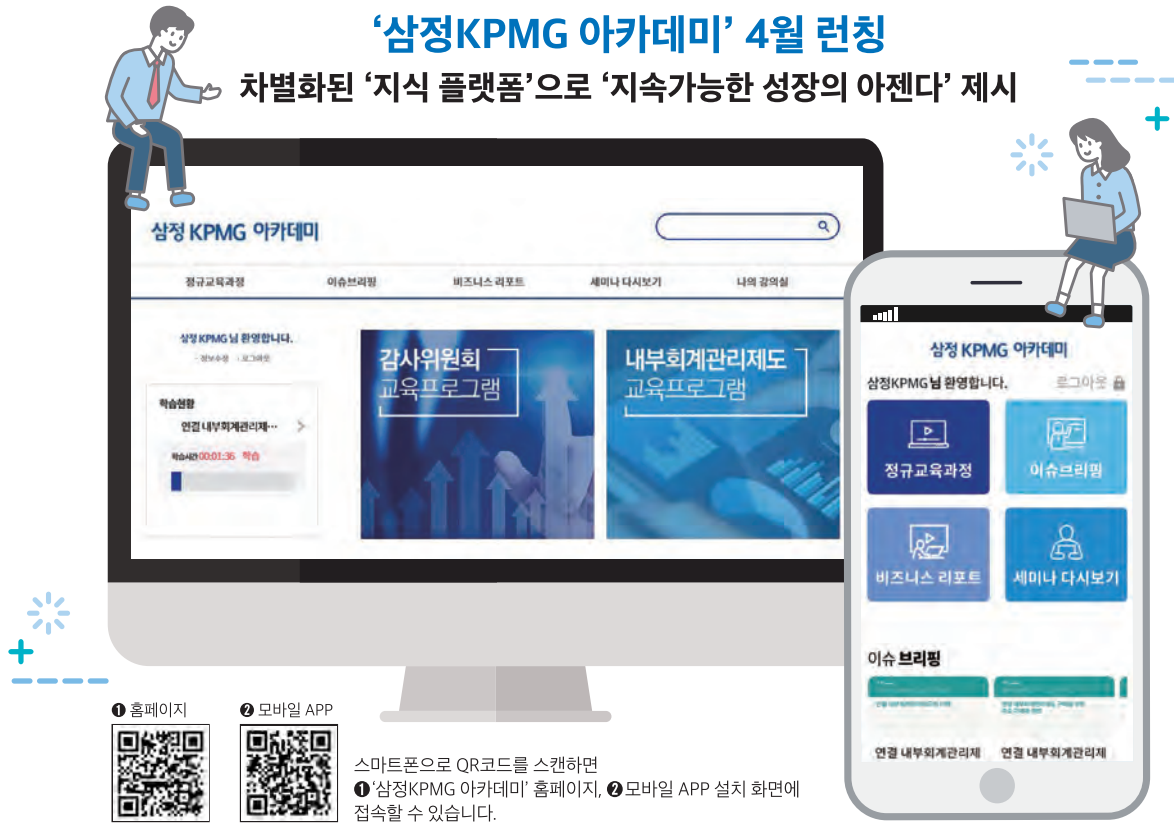 ‘삼정KPMG 아카데미’ 4월 런칭
차별화된 ‘지식 플랫폼’으로 ‘지속가능한 성장의 아젠다’ 제시
삼정 KPMG 아카데미
정규교육과정 이슈브리핑 비즈니스 리포트 세미나 다시보기 나의 강의실
삼정 KPMG 님 환영합니다.
정보수정 로그아웃
학습현황
연결 내부회계관리제…
학습시간 00:01:36 학습
감사위원회
교육프로그램
내부회계관리제도
교육프로그램
삼정 KPMG 아카데미
삼정KPMG님 환영합니다. 로그아웃
정규교육과정
이슈브리핑
비즈니스 리포트
세미나 다시보기
이슈 브리핑
연결 내부회계관리제 연결 내부회계관리제
❶ 홈페이지
❷ 모바일 APP
스마트폰으로 QR코드를 스캔하면
❶‘삼정KPMG 아카데미’ 홈페이지, ❷모바일 APP 설치 화면에
접속할 수 있습니다.